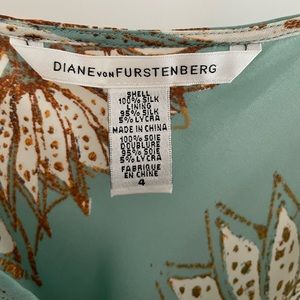 DIANE VON FURSTENBERG
SHELL
100% SILK
LINING
95% SILK
5% LYCRA
MADE IN CHINA
100% SOIE
DOUBLURE
95% SOIE
5% LYCRA
FABRIQUE
EN CHINE
4